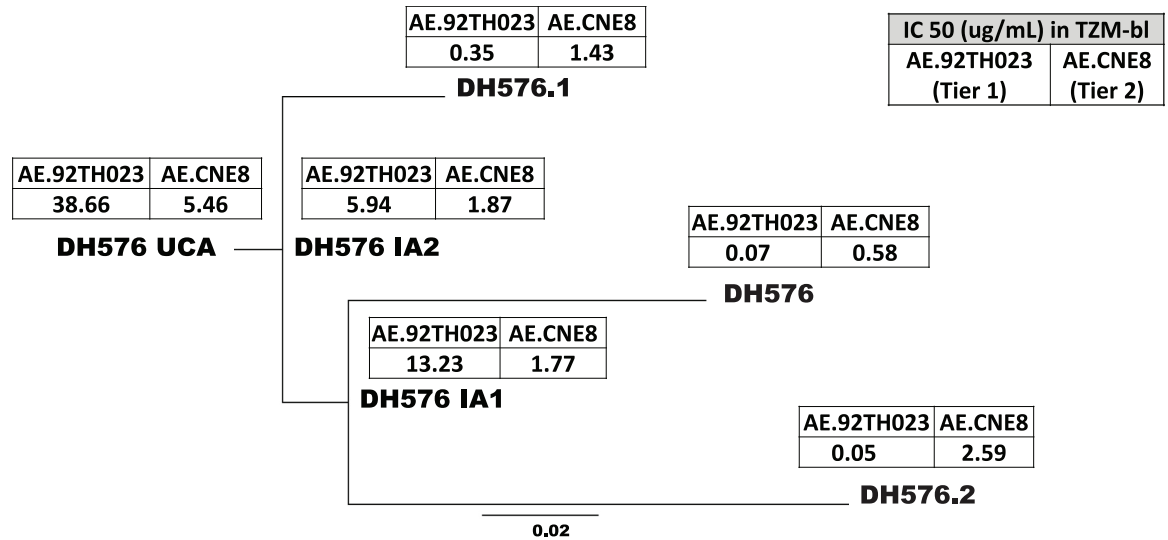 AE.92TH023 AE.CNE8
0.35 1.43
DH576.1
IC 50 (ug/mL) in TZM-bl
AE.92TH023 AE.CNE8
(Tier 1) (Tier 2)
AE.92TH023 AE.CNE8
38.66 5.46
DH576 UCA
AE.92TH023 AE.CNE8
5.94 1.87
DH576 IA2
AE.92TH023 AE.CNE8
0.07 0.58
DH576
AE.92TH023 AE.CNE8
13.23 1.77
DH576 IA1
AE.92TH023 AE.CNE8
0.05 2.59
DH576.2
0.02